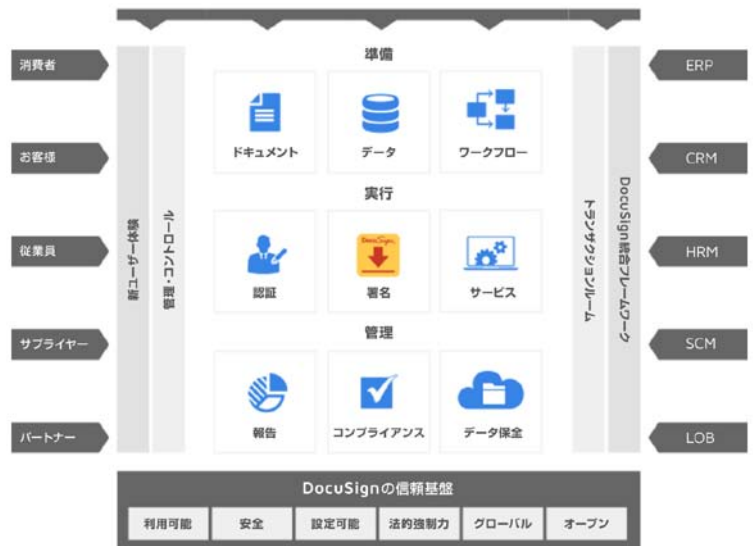 消費者
お客様
従業員
サプライヤー
パートナー
新ユーザー体験
管理・コントロール
準備
ドキュメント
データ
ワークフロー
実行
認証
DocuSign
署名
サービス
管理
報告
コンプライアンス
データ保全
トランザクションルーム
DocuSign統合フレームワーク
ERP
CRM
HRM
SCM
LOB
DocuSignの信頼基盤
利用可能
安全
設定可能
法的強制力
グローバル
オープン